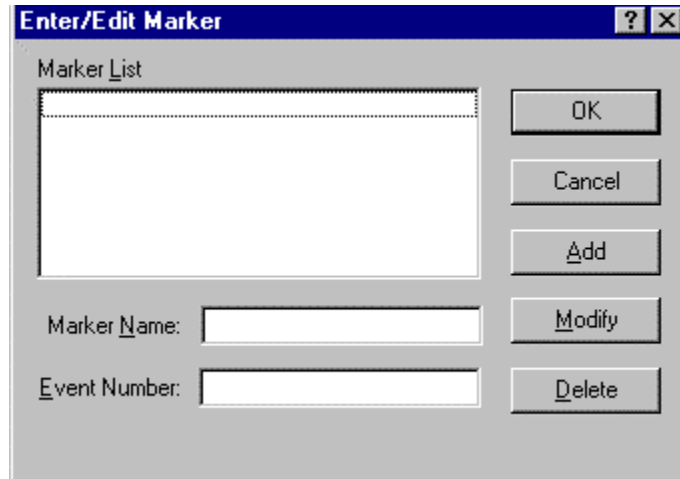 Enter/Edit Marker
? ×
Marker List
OK
Cancel
Add
Marker Name:
Modify
Event Number:
Delete